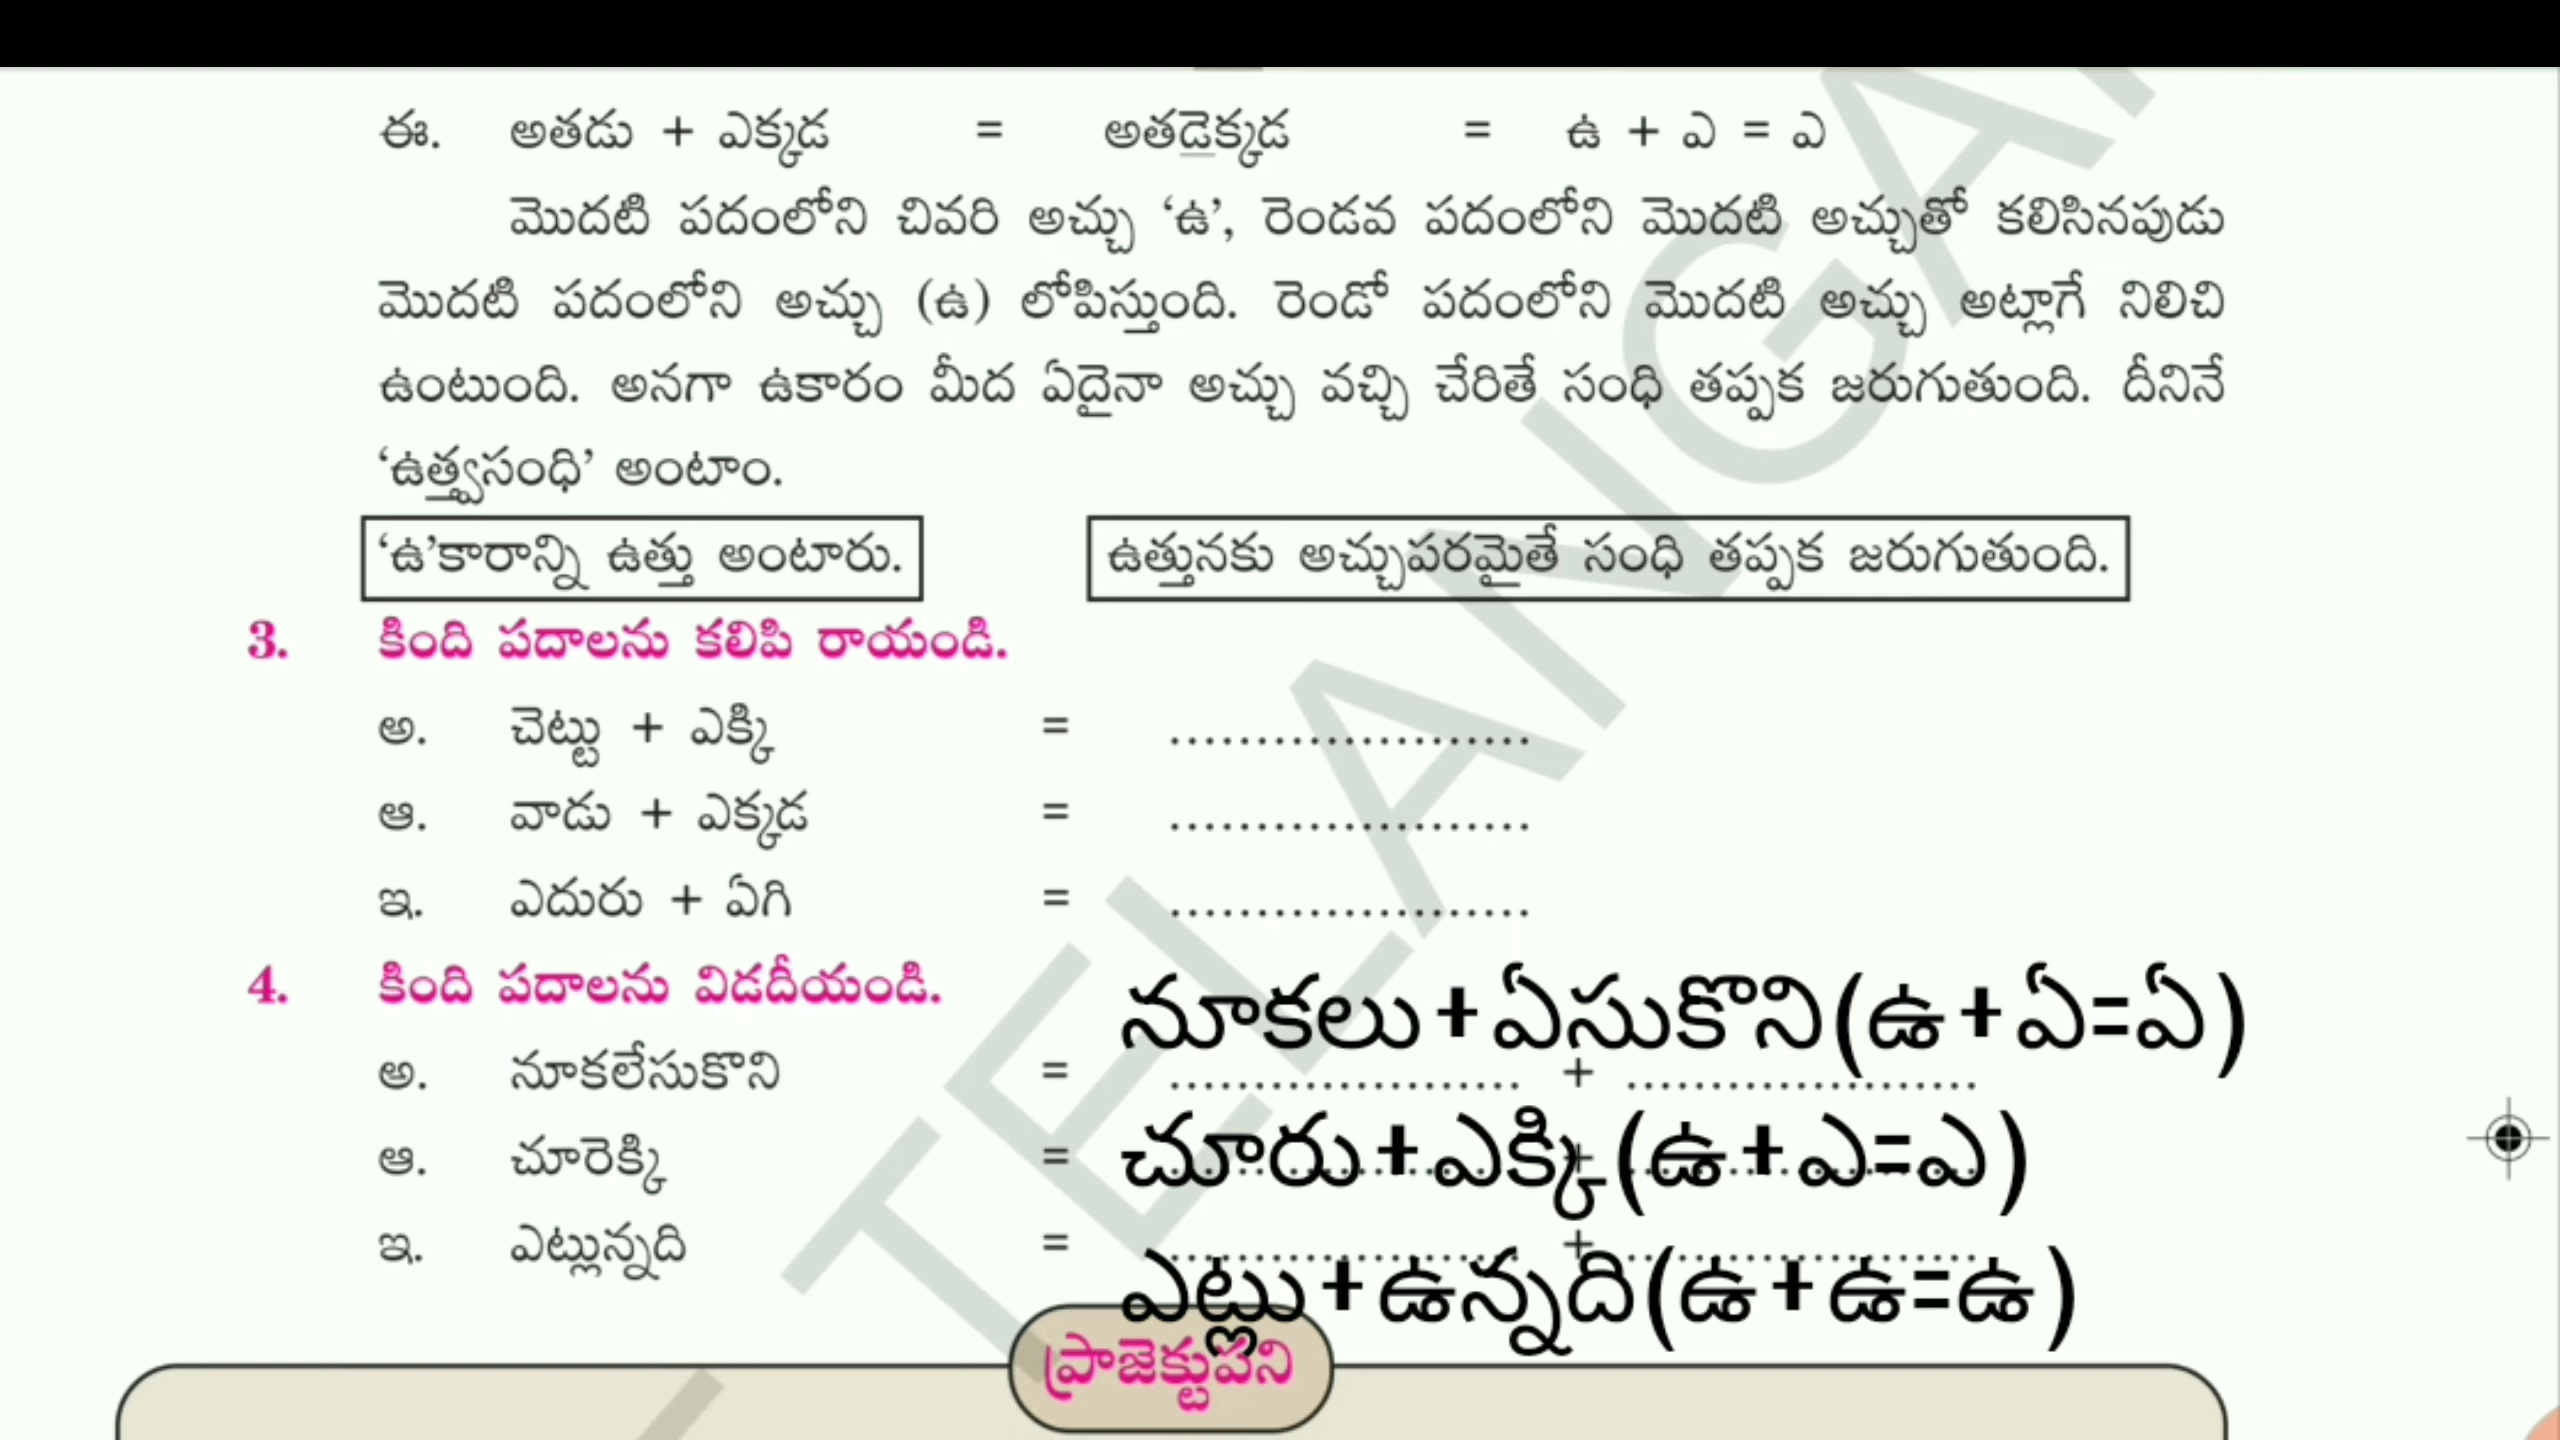 ఈ. అతడు + ఎక్కడ = అతడెక్కడ = ఉ + ఎ = ఎ
మొదటి పదంలోని చివరి అచ్చు ‘ఉ’, రెండవ పదంలోని మొదటి అచ్చుతో కలిసినపుడు
మొదటి పదంలోని అచ్చు (ఉ) లోపిస్తుంది. రెండో పదంలోని మొదటి అచ్చు అట్లాగే నిలిచి
ఉంటుంది. అనగా ఉకారం మీద ఏదైనా అచ్చు వచ్చి చేరితే సంధి తప్పక జరుగుతుంది. దీనినే
‘ఉత్త్వసంధి’ అంటాం.
‘ఉ’కారాన్ని ఉత్తు అంటారు. ఉత్తునకు అచ్చుపరమైతే సంధి తప్పక జరుగుతుంది.
3. కింది పదాలను కలిపి రాయండి.
అ. చెట్టు + ఎక్కి = .....................
ఆ. వాడు + ఎక్కడ = .....................
ఇ. ఎదురు + ఏగి = .....................
4. కింది పదాలను విడదీయండి.
నూకలు+ఏసుకొని(ఉ+ఏ=ఏ)
అ. నూకలేసుకొని = ..................... + .....................
ఆ. చూరెక్కి = చూరు+ఎక్కి(ఉ+ఎ=ఎ)
ఇ. ఎట్లున్నది = ..................... + .....................
ఎట్లు+ఉన్నది(ఉ+ఉ=ఉ)
ప్రాజెక్టుపని
TELANGAN